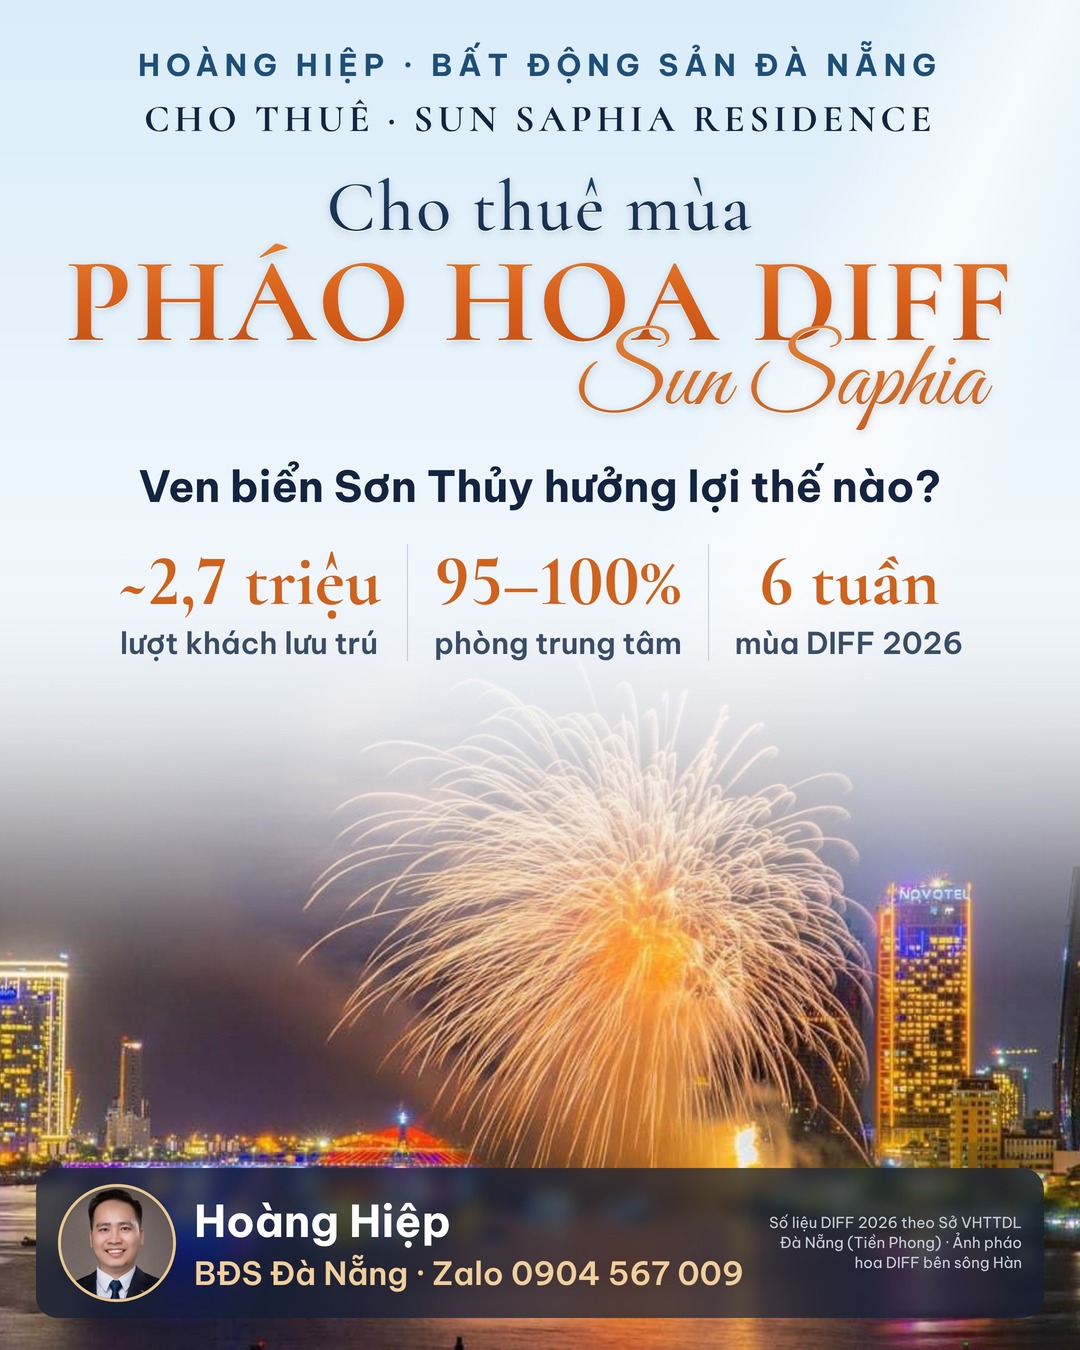 HOÀNG HIỆP · BẤT ĐỘNG SẢN ĐÀ NẴNG
CHO THUÊ · SUN SAPHIA RESIDENCE
Cho thuê mùa
PHÁO HOA DIFF
Sun Saphia
Ven biển Sơn Thủy hưởng lợi thế nào?
~2,7 triệu
lượt khách lưu trú
95–100%
phòng trung tâm
6 tuần
mùa DIFF 2026
NOVOTEL
Hoàng Hiệp
BĐS Đà Nẵng · Zalo 0904 567 009
Số liệu DIFF 2026 theo Sở VHTTDL
Đà Nẵng (Tiền Phong) · Ảnh pháo
hoa DIFF bên sông Hàn